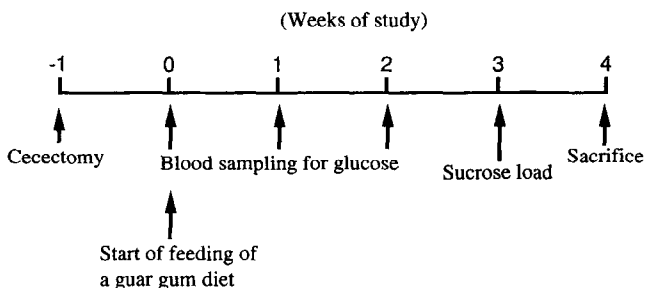 (Weeks of study)
-1 0 1 2 3 4
Cecectomy Blood sampling for glucose Sucrose load Sacrifice
Start of feeding of
a guar gum diet